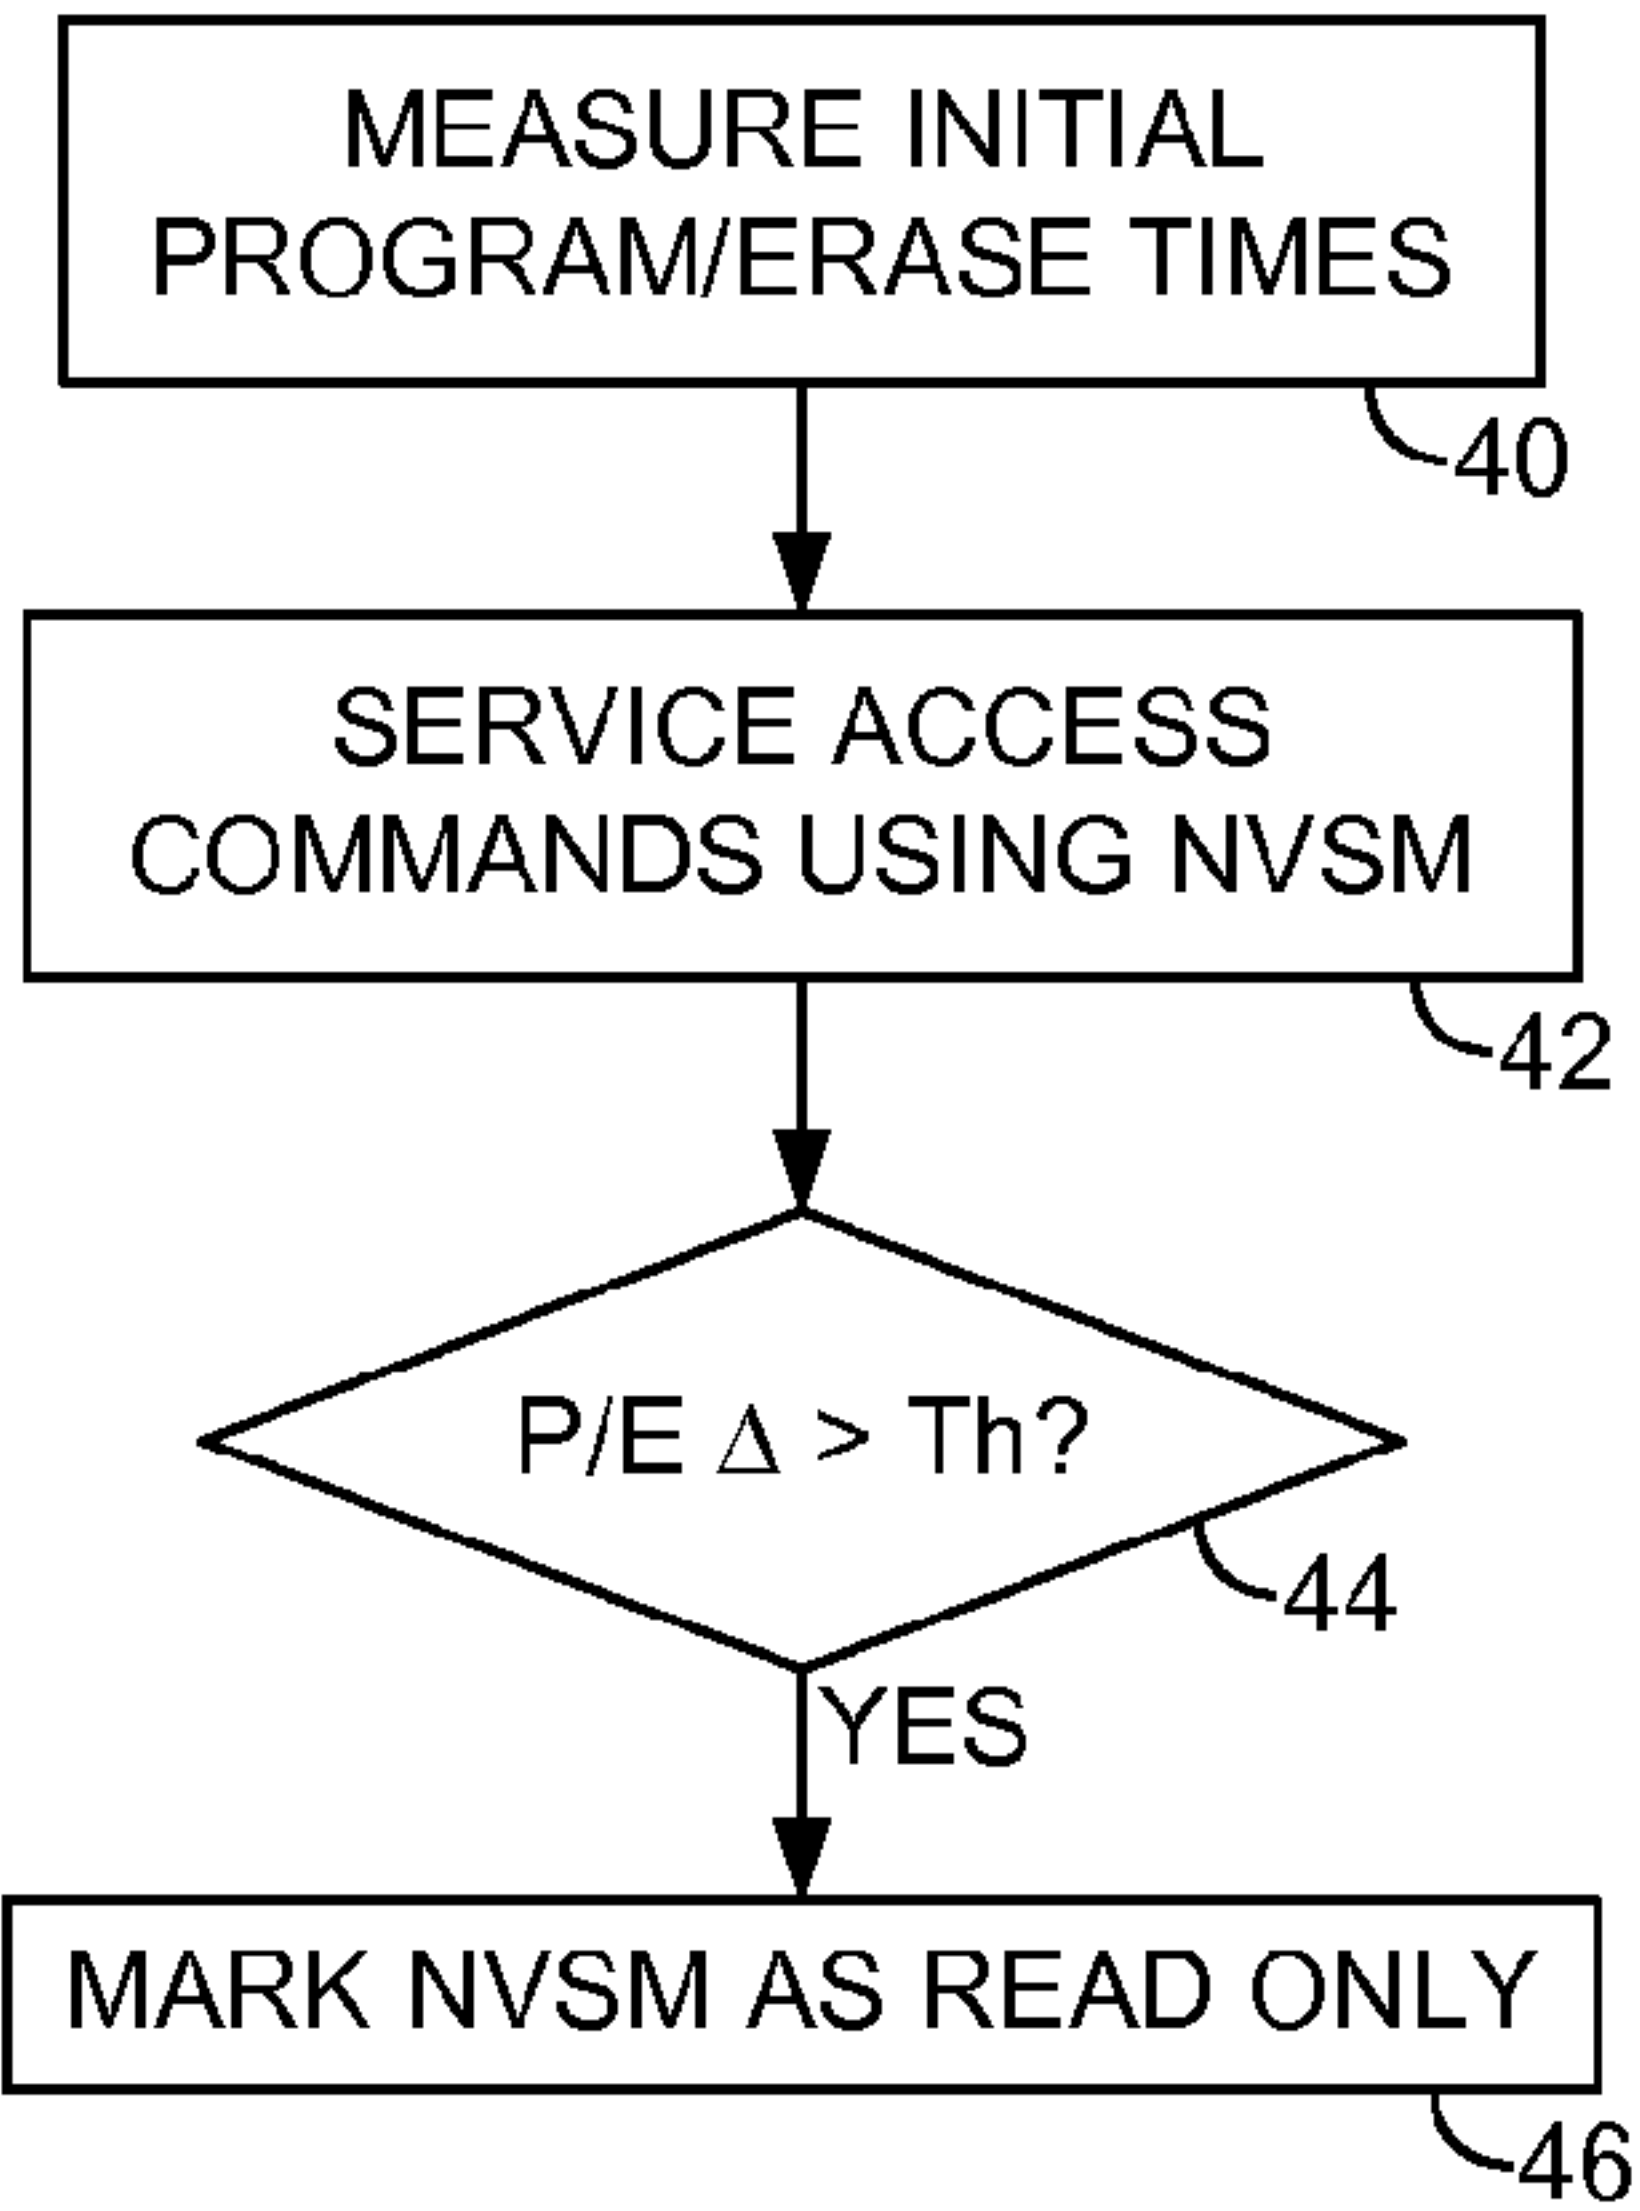 MEASURE INITIAL
PROGRAM/ERASE TIMES
40
SERVICE ACCESS
COMMANDS USING NVSM
42
P/E Δ > Th?
44
YES
MARK NVSM AS READ ONLY
46